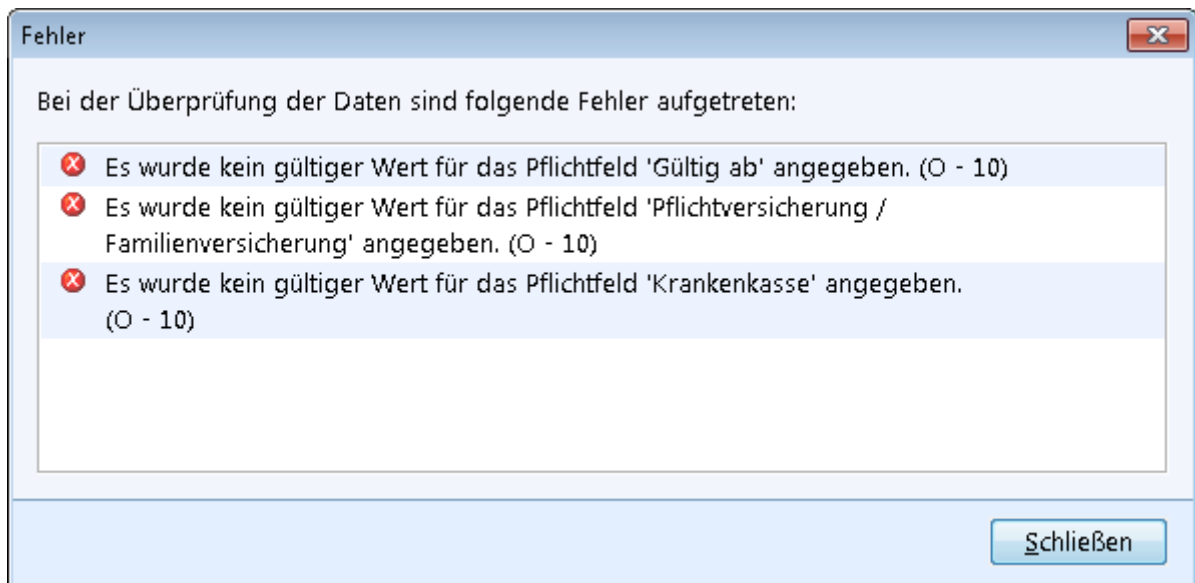 Fehler
Bei der Überprüfung der Daten sind folgende Fehler aufgetreten:
Es wurde kein gültiger Wert für das Pflichtfeld 'Gültig ab' angegeben. (O - 10)
Es wurde kein gültiger Wert für das Pflichtfeld 'Pflichtversicherung /
Familienversicherung' angegeben. (O - 10)
Es wurde kein gültiger Wert für das Pflichtfeld 'Krankenkasse' angegeben.
(O - 10)
Schließen